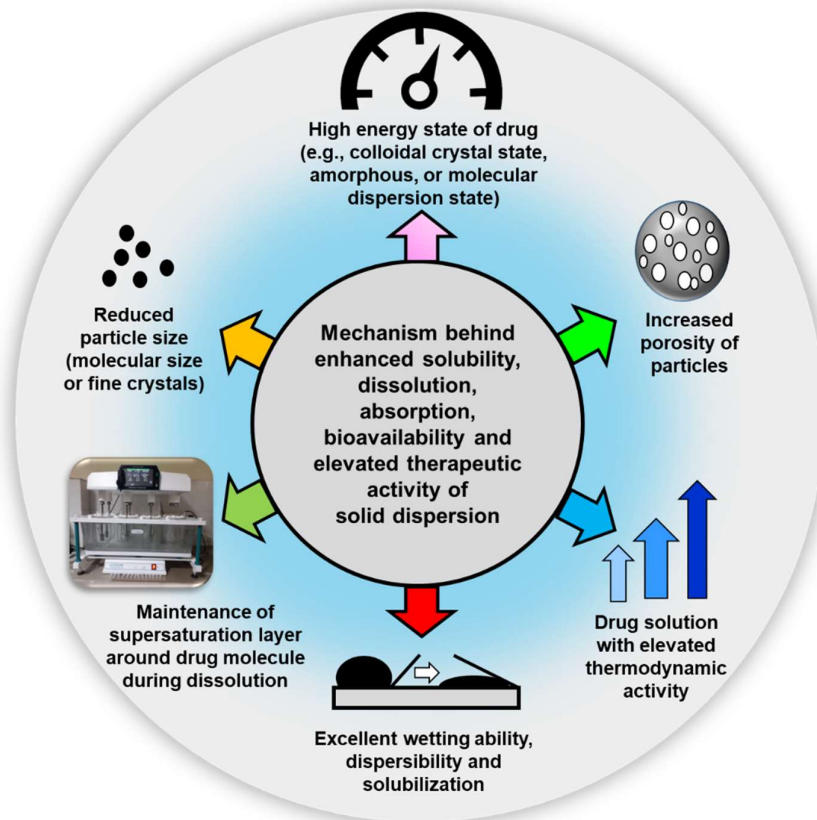 High energy state of drug
(e.g., colloidal crystal state,
amorphous, or molecular
dispersion state)
Reduced
particle size
(molecular size
or fine crystals)
Increased
porosity of
particles
Mechanism behind
enhanced solubility,
dissolution,
absorption,
bioavailability and
elevated therapeutic
activity of
solid dispersion
Maintenance of
supersaturation layer
around drug molecule
during dissolution
Drug solution
with elevated
thermodynamic
activity
Excellent wetting ability,
dispersibility and
solubilization